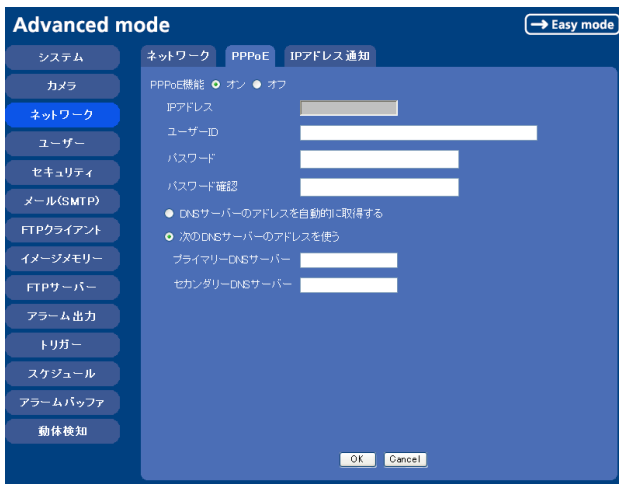 Advanced mode
→ Easy mode
システム
カメラ
ネットワーク
ユーザー
セキュリティ
メール(SMTP)
FTPクライアント
イメージメモリー
FTPサーバー
アラーム出力
トリガー
スケジュール
アラームバッファ
動体検知
ネットワーク PPPoE IPアドレス通知
PPPoE機能 オン オフ
IPアドレス
ユーザーID
パスワード
パスワード確認
DNSサーバーのアドレスを自動的に取得する
次のDNSサーバーのアドレスを使う
プライマリーDNSサーバー
セカンダリーDNSサーバー
OK Cancel